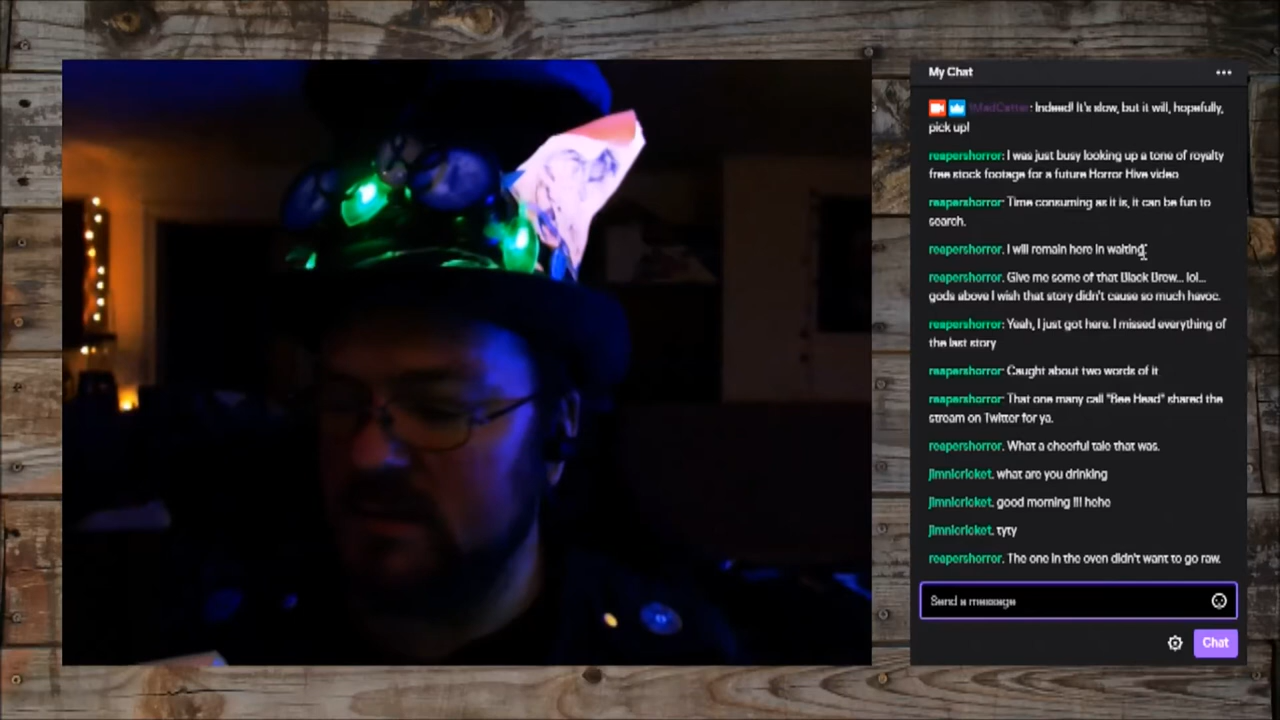 My Chat
: Indeed! It's slow, but it will, hopefully,
pick up!
reapershorror: I was just busy looking up a tone of royalty
free stock footage for a future Horror Hive video
reapershorror: Time consuming as it is, it can be fun to
search.
reapershorror: I will remain here in waiting.
reapershorror: Give me some of that Black Brew... lol...
gods above I wish that story didn't cause so much havoc.
reapershorror: Yeah, I just got here. I missed everything of
the last story
reapershorror: Caught about two words of it
reapershorror: That one many call "Bee Head" shared the
stream on Twitter for ya.
reapershorror: What a cheerful tale that was.
jimnicricket: what are you drinking
jimnicricket: good morning !!! hehe
jimnicricket: tyty
reapershorror: The one in the oven didn't want to go raw.
Send a message
Chat